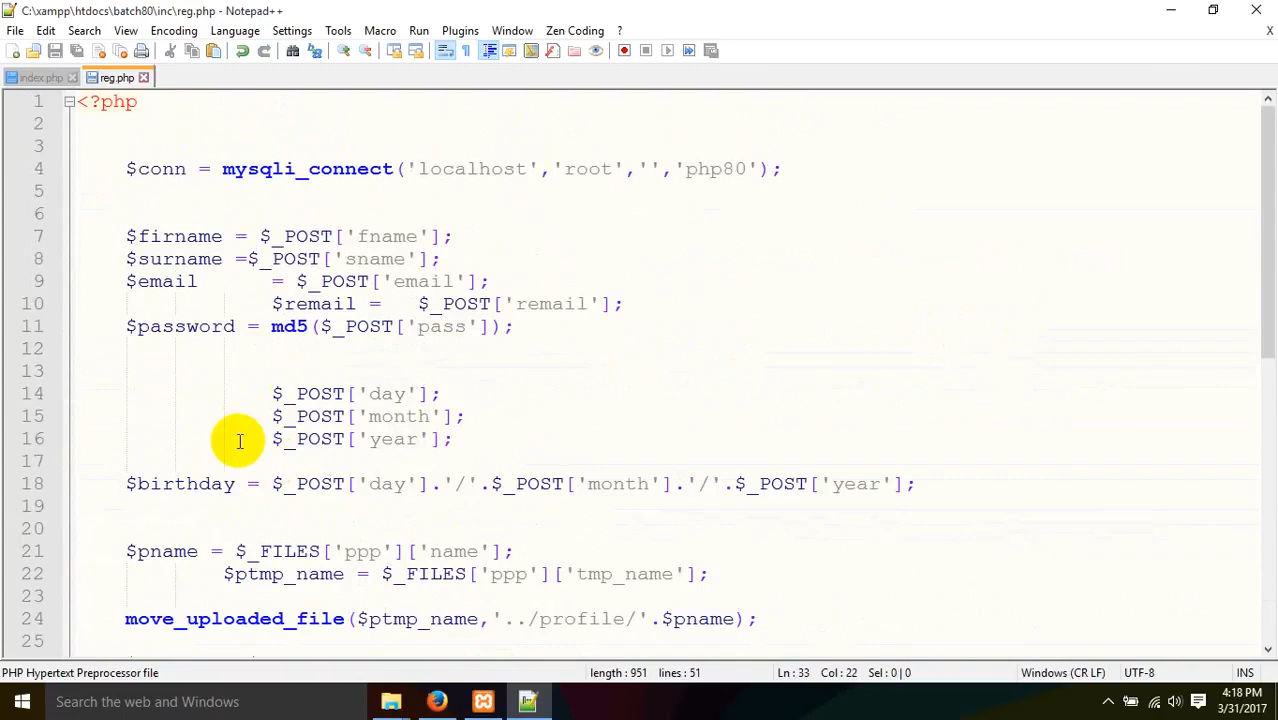 C:\xampp\htdocs\batch80\inc\reg.php - Notepad++
File Edit Search View Encoding Language Settings Tools Macro Run Plugins Window Zen Coding ? X
index.php reg.php
1 <?php
2
3
4 $conn = mysqli_connect('localhost','root','','php80');
5
6
7 $firname = $_POST['fname'];
8 $surname =$_POST['sname'];
9 $email = $_POST['email'];
10 $remail = $_POST['remail'];
11 $password = md5($_POST['pass']);
12
13
14 $_POST['day'];
15 $_POST['month'];
16 $_POST['year'];
17
18 $birthday = $_POST['day'].'/'.$_POST['month'].'/'.$_POST['year'];
19
20
21 $pname = $_FILES['ppp']['name'];
22 $ptmp_name = $_FILES['ppp']['tmp_name'];
23
24 move_uploaded_file($ptmp_name,'../profile/'.$pname);
25
PHP Hypertext Preprocessor file length : 951 lines : 51 Ln : 33 Col : 22 Sel : 0 | 0 Windows (CR LF) UTF-8 INS
Search the web and Windows
4:18 PM
3/31/2017